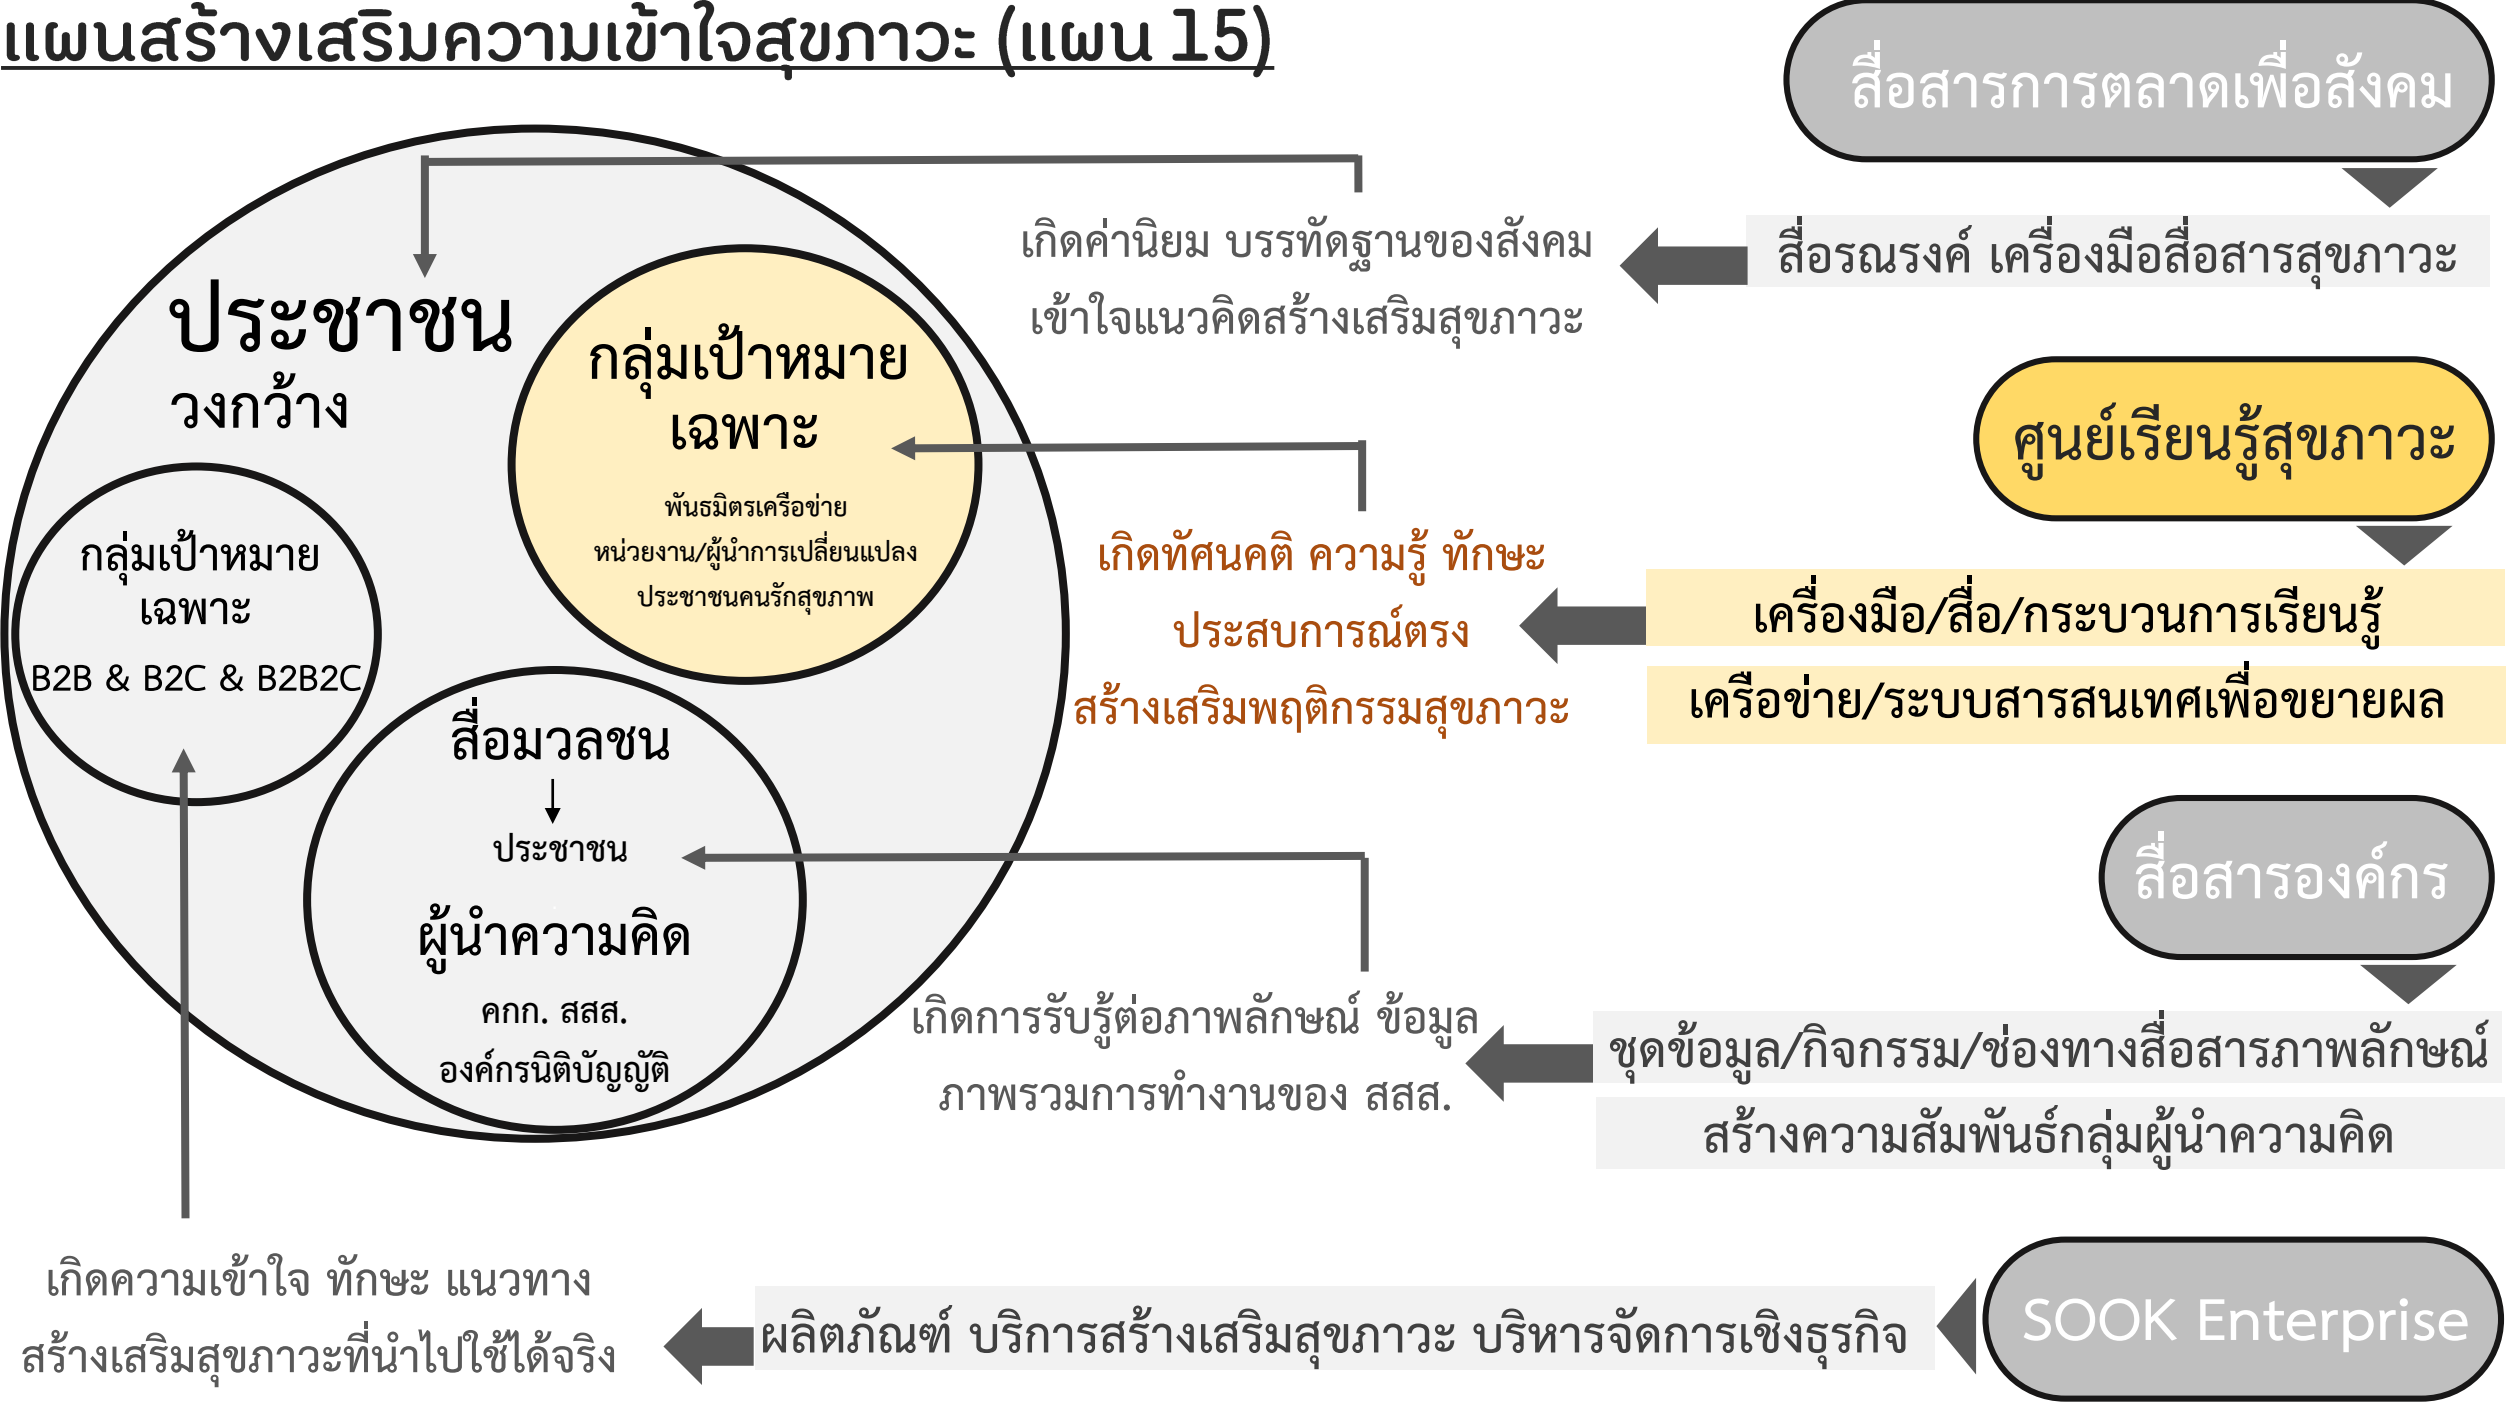 แผนสร้างเสริมความเข้าใจสุขภาวะ (แผน 15)
สื่อสารการตลาดเพื่อสังคม
สื่อรณรงค์ เครื่องมือสื่อสารสุขภาวะ
เกิดค่านิยม บรรทัดฐานของสังคม
เข้าใจแนวคิดสร้างเสริมสุขภาวะ
ประชาชน
วงกว้าง
กลุ่มเป้าหมาย
เฉพาะ
พันธมิตรเครือข่าย
หน่วยงาน/ผู้นำการเปลี่ยนแปลง
ประชาชนคนรักสุขภาพ
ศูนย์เรียนรู้สุขภาวะ
เครื่องมือ/สื่อ/กระบวนการเรียนรู้
เครือข่าย/ระบบสารสนเทศเพื่อขยายผล
เกิดทัศนคติ ความรู้ ทักษะ
ประสบการณ์ตรง
สร้างเสริมพฤติกรรมสุขภาวะ
กลุ่มเป้าหมาย
เฉพาะ
B2B & B2C & B2B2C
สื่อมวลชน
ประชาชน
ผู้นำความคิด
คกก. สสส.
องค์กรนิติบัญญัติ
สื่อสารองค์กร
ชุดข้อมูล/กิจกรรม/ช่องทางสื่อสารภาพลักษณ์
สร้างความสัมพันธ์กลุ่มผู้นำความคิด
เกิดการรับรู้ต่อภาพลักษณ์ ข้อมูล
ภาพรวมการทำงานของ สสส.
SOOK Enterprise
ผลิตภัณฑ์ บริการสร้างเสริมสุขภาวะ บริหารจัดการเชิงธุรกิจ
เกิดความเข้าใจ ทักษะ แนวทาง
สร้างเสริมสุขภาวะที่นำไปใช้ได้จริง